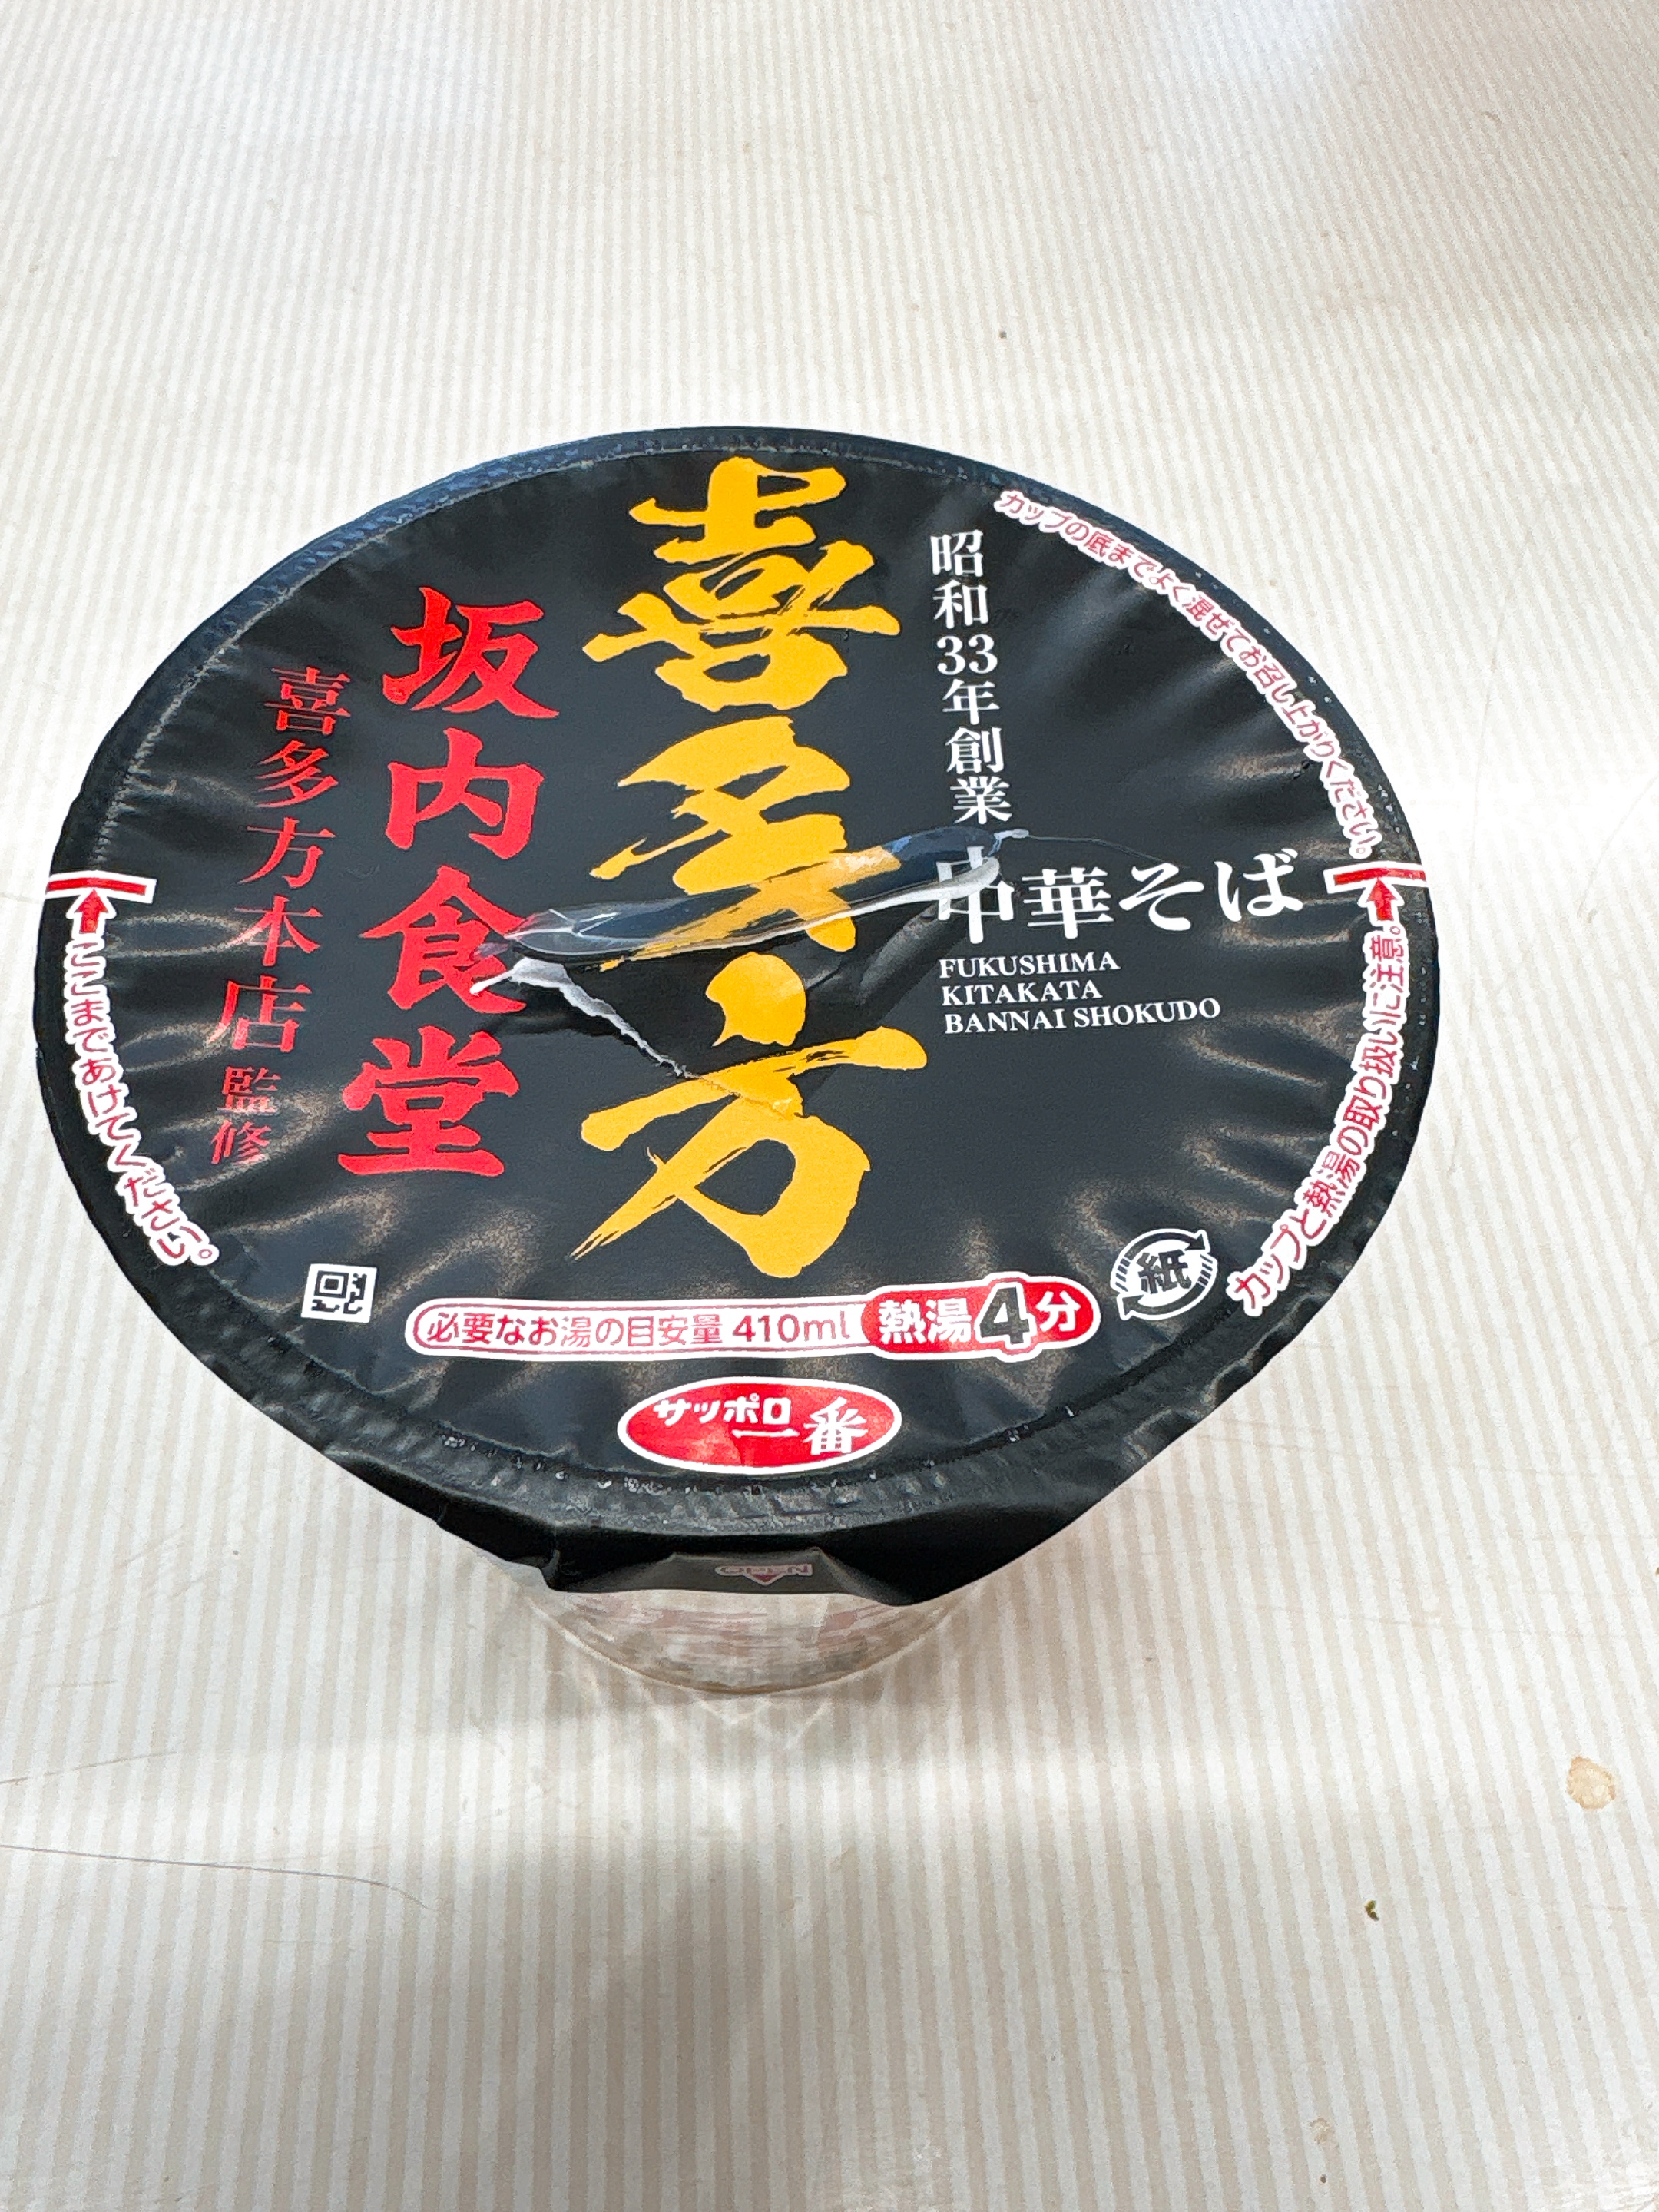 カップの底までよく混ぜてお召し上がりください。
昭和33年創業
中華そば
FUKUSHIMA
KITAKATA
BANNAI SHOKUDO
喜多方
坂内食堂
喜多方本店監修
ここまであけてください。
カップと熱湯の取り扱いに注意。
紙
必要なお湯の目安量 410ml 熱湯4分
サッポロ一番
OPEN